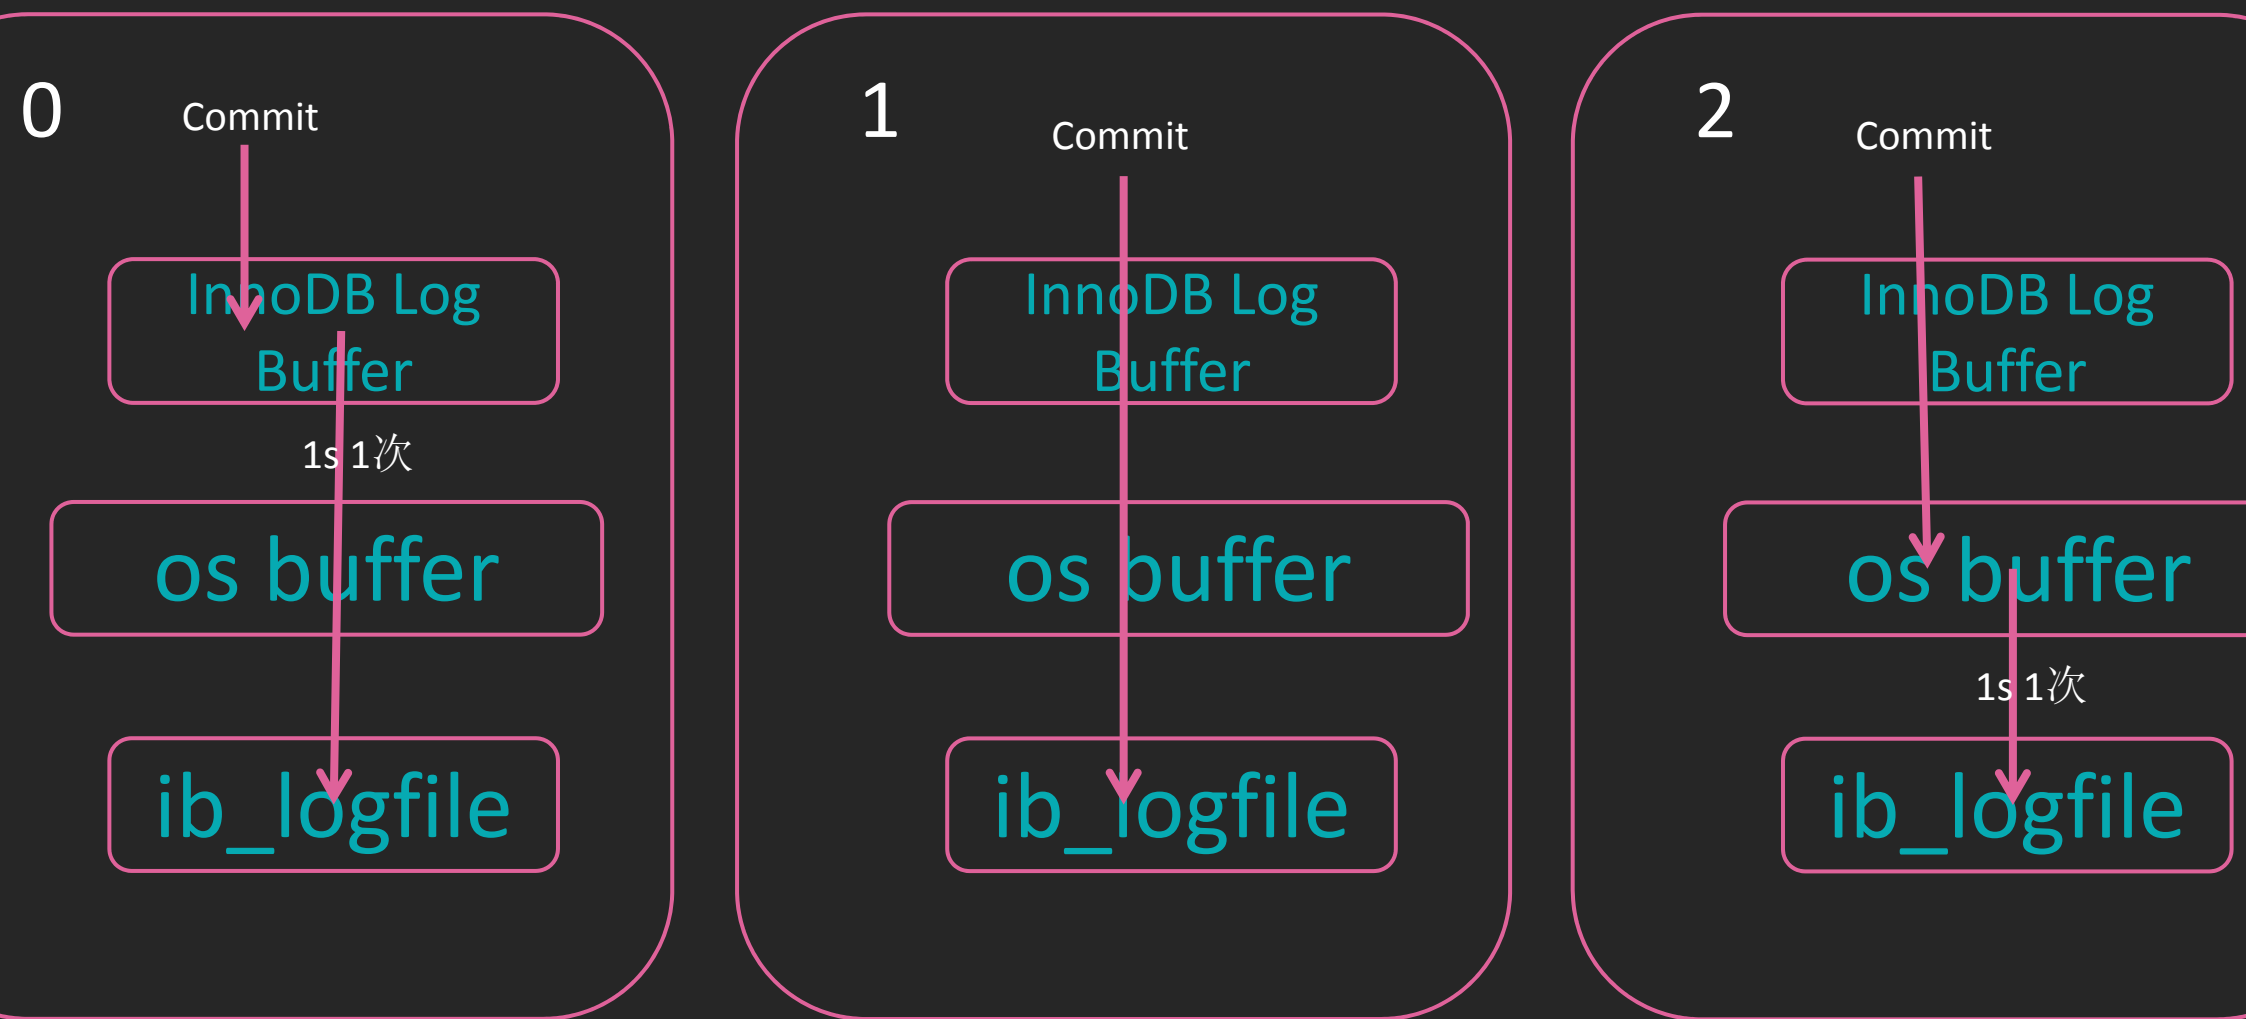 0
Commit
InnoDB Log
Buffer
1s 1次
os buffer
ib_logfile
1
Commit
InnoDB Log
Buffer
os buffer
ib_logfile
2
Commit
InnoDB Log
Buffer
os buffer
1s 1次
ib_logfile